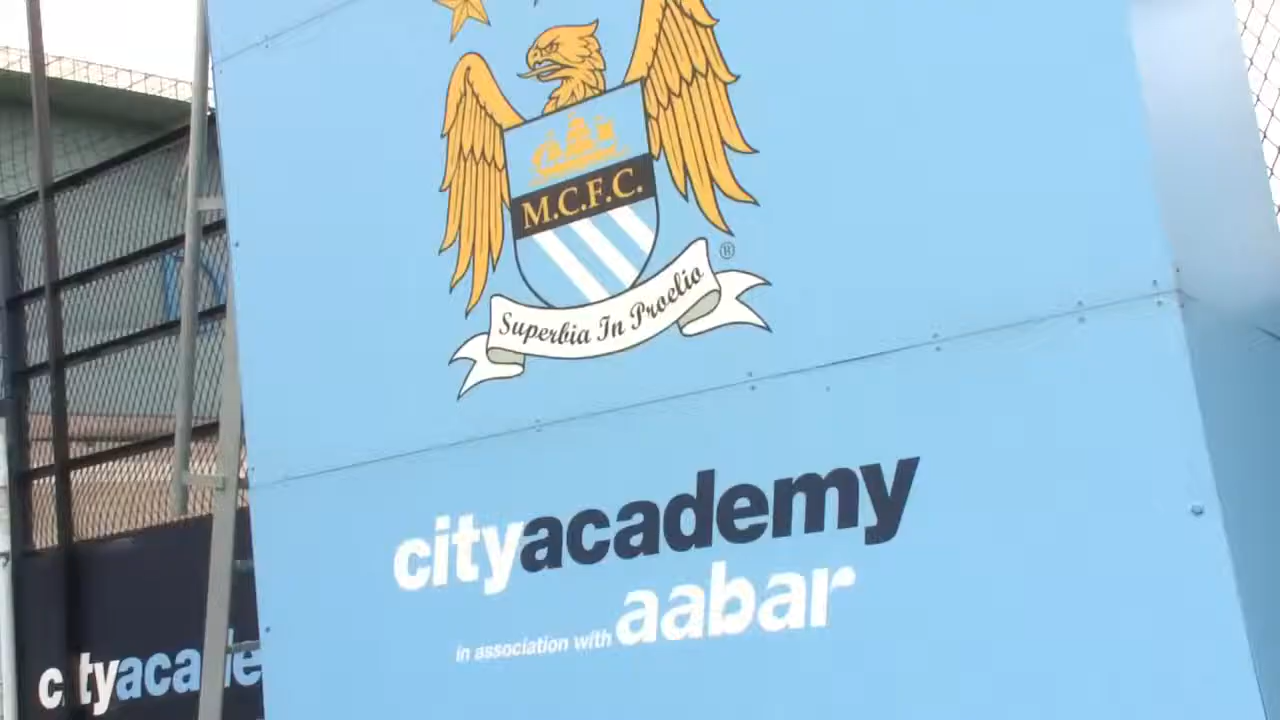 M.C.F.C.
®
Superbia In Proelio
cityacademy
in association with aabar
cityacade